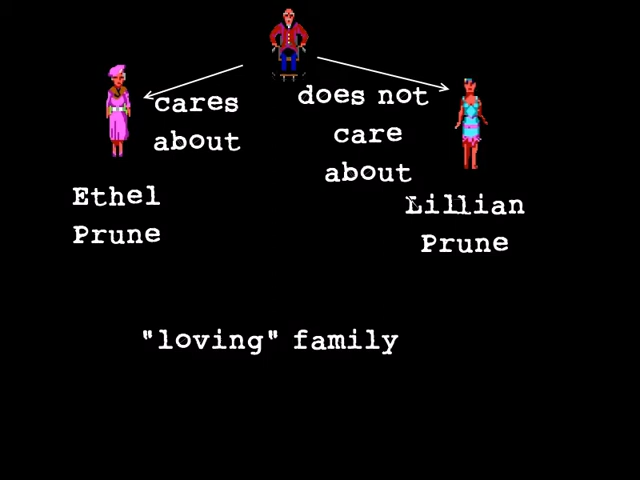 cares
about
does not
care
about
Ethel
Prune
Lillian
Prune
"loving" family